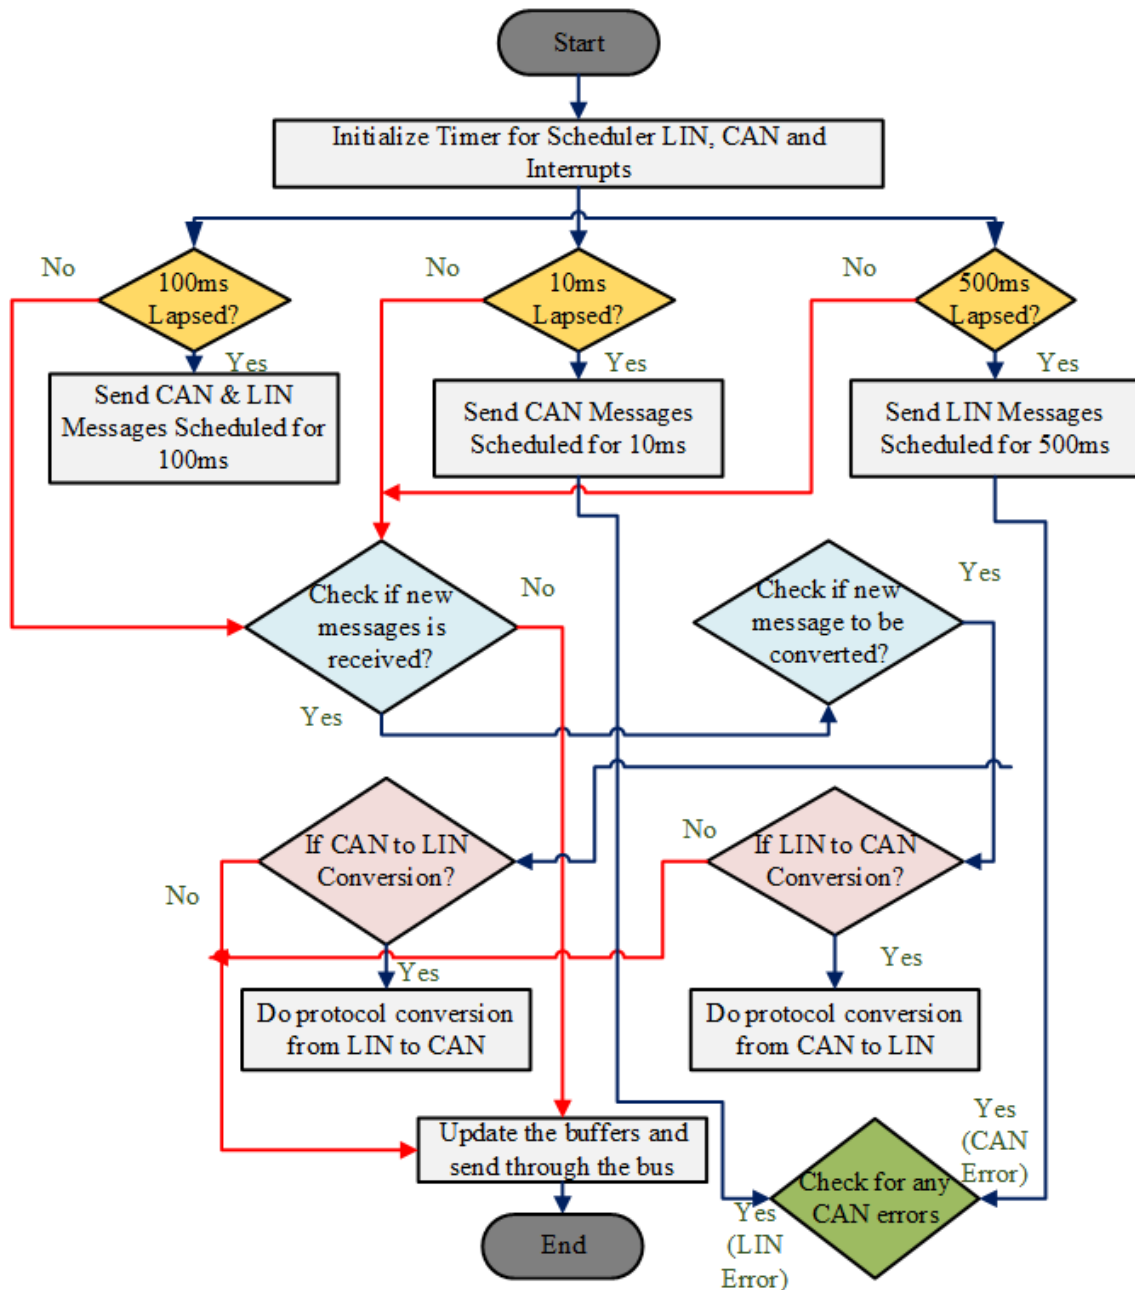 Start
Initialize Timer for Scheduler LIN, CAN and
Interrupts
No
100ms
Lapsed?
Yes
No
10ms
Lapsed?
Yes
No
500ms
Lapsed?
Yes
Send CAN & LIN
Messages Scheduled for
100ms
Send CAN Messages
Scheduled for 10ms
Send LIN Messages
Scheduled for 500ms
Check if new
messages is
received?
No
Yes
Check if new
message to be
converted?
Yes
If CAN to LIN
Conversion?
No
Yes
If LIN to CAN
Conversion?
No
Yes
Do protocol conversion
from LIN to CAN
Do protocol conversion
from CAN to LIN
Update the buffers and
send through the bus
Yes
(CAN
Error)
Check for any
CAN errors
Yes
(LIN
Error)
End